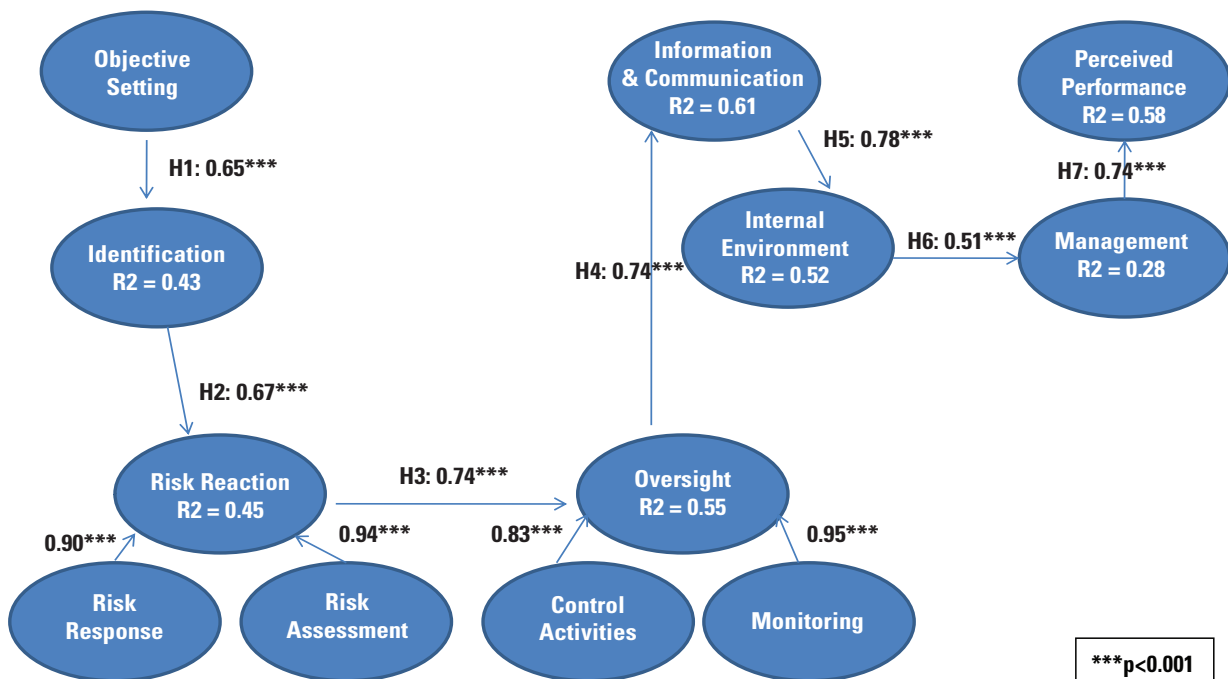 Objective
Setting
H1: 0.65***
Identification
R2 = 0.43
H2: 0.67***
Risk Reaction
R2 = 0.45
0.90***
0.94***
Risk
Response
Risk
Assessment
H3: 0.74***
Oversight
R2 = 0.55
0.83***
0.95***
Control
Activities
Monitoring
H4: 0.74***
Information
& Communication
R2 = 0.61
H5: 0.78***
Internal
Environment
R2 = 0.52
H6: 0.51***
Management
R2 = 0.28
H7: 0.74***
Perceived
Performance
R2 = 0.58
***p<0.001